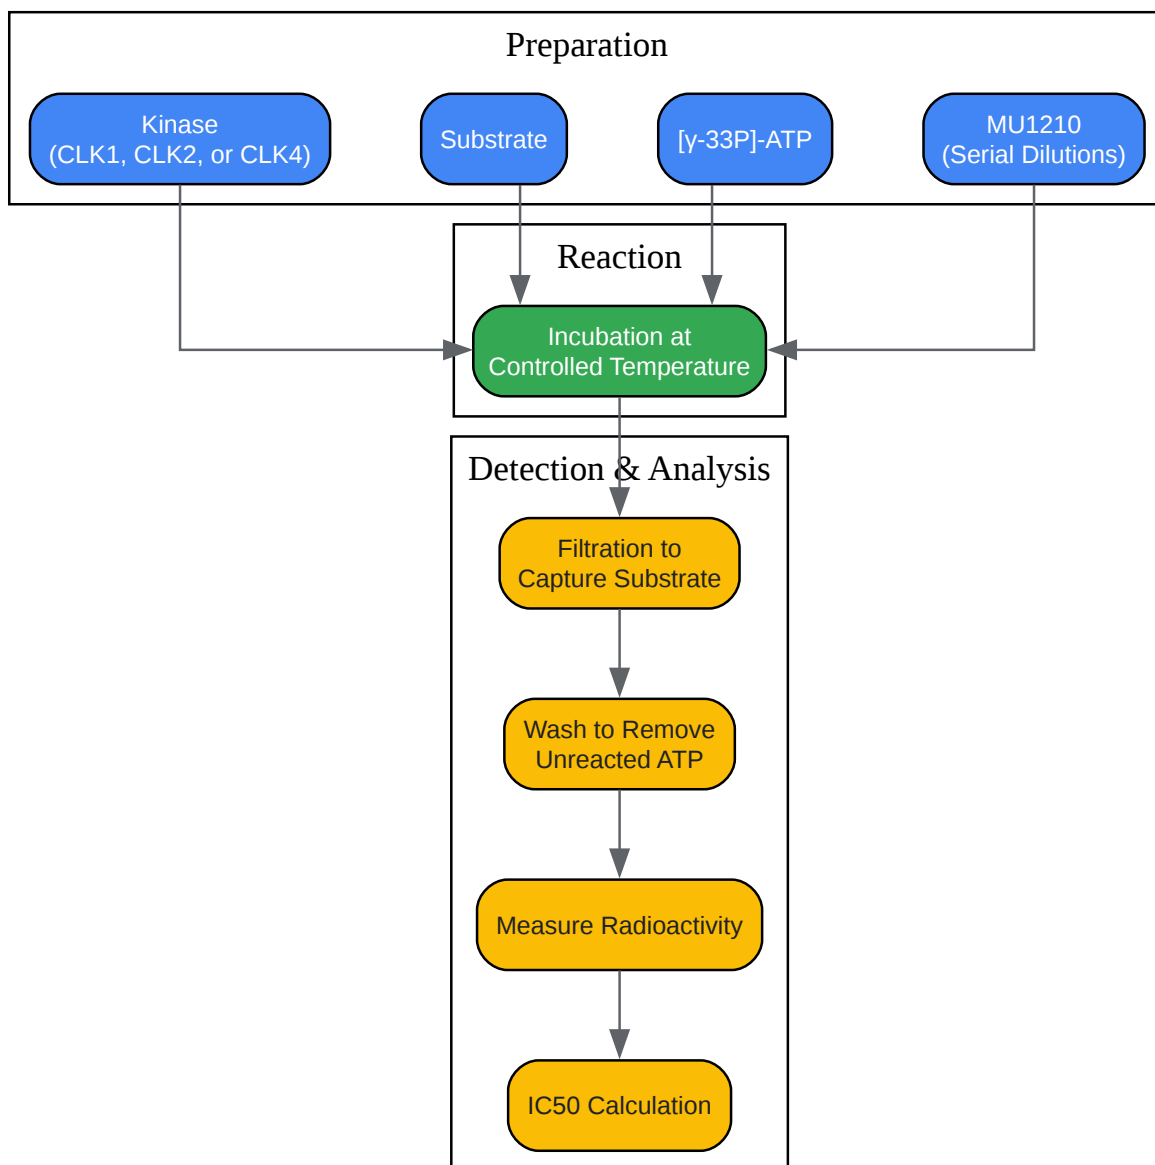 Preparation
Kinase
(CLK1, CLK2, or CLK4)
Substrate
[γ-33P]-ATP
MU1210
(Serial Dilutions)
Reaction
Incubation at
Controlled Temperature
Detection & Analysis
Filtration to
Capture Substrate
Wash to Remove
Unreacted ATP
Measure Radioactivity
IC50 Calculation